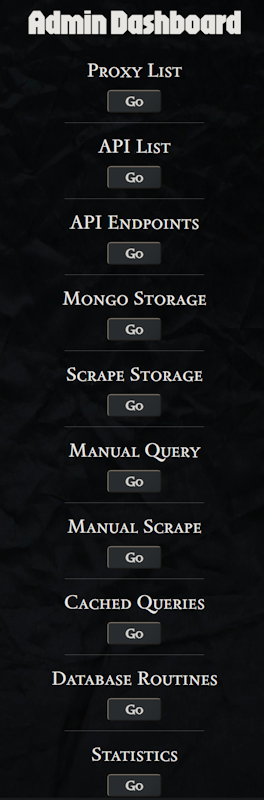 Admin Dashboard
Proxy List
Go
API List
Go
API Endpoints
Go
Mongo Storage
Go
Scrape Storage
Go
Manual Query
Go
Manual Scrape
Go
Cached Queries
Go
Database Routines
Go
Statistics
Go